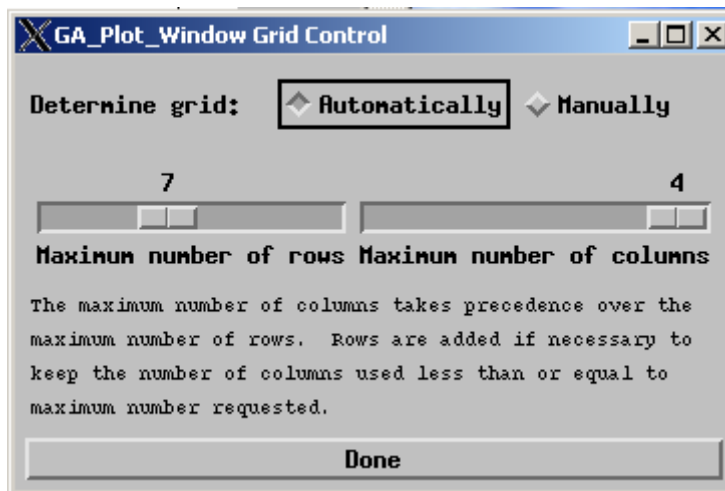 GA_Plot_Window Grid Control
Determine grid: Automatically Manually
7 4
Maximum number of rows Maximum number of columns
The maximum number of columns takes precedence over the
maximum number of rows. Rows are added if necessary to
keep the number of columns used less than or equal to
maximum number requested.
Done